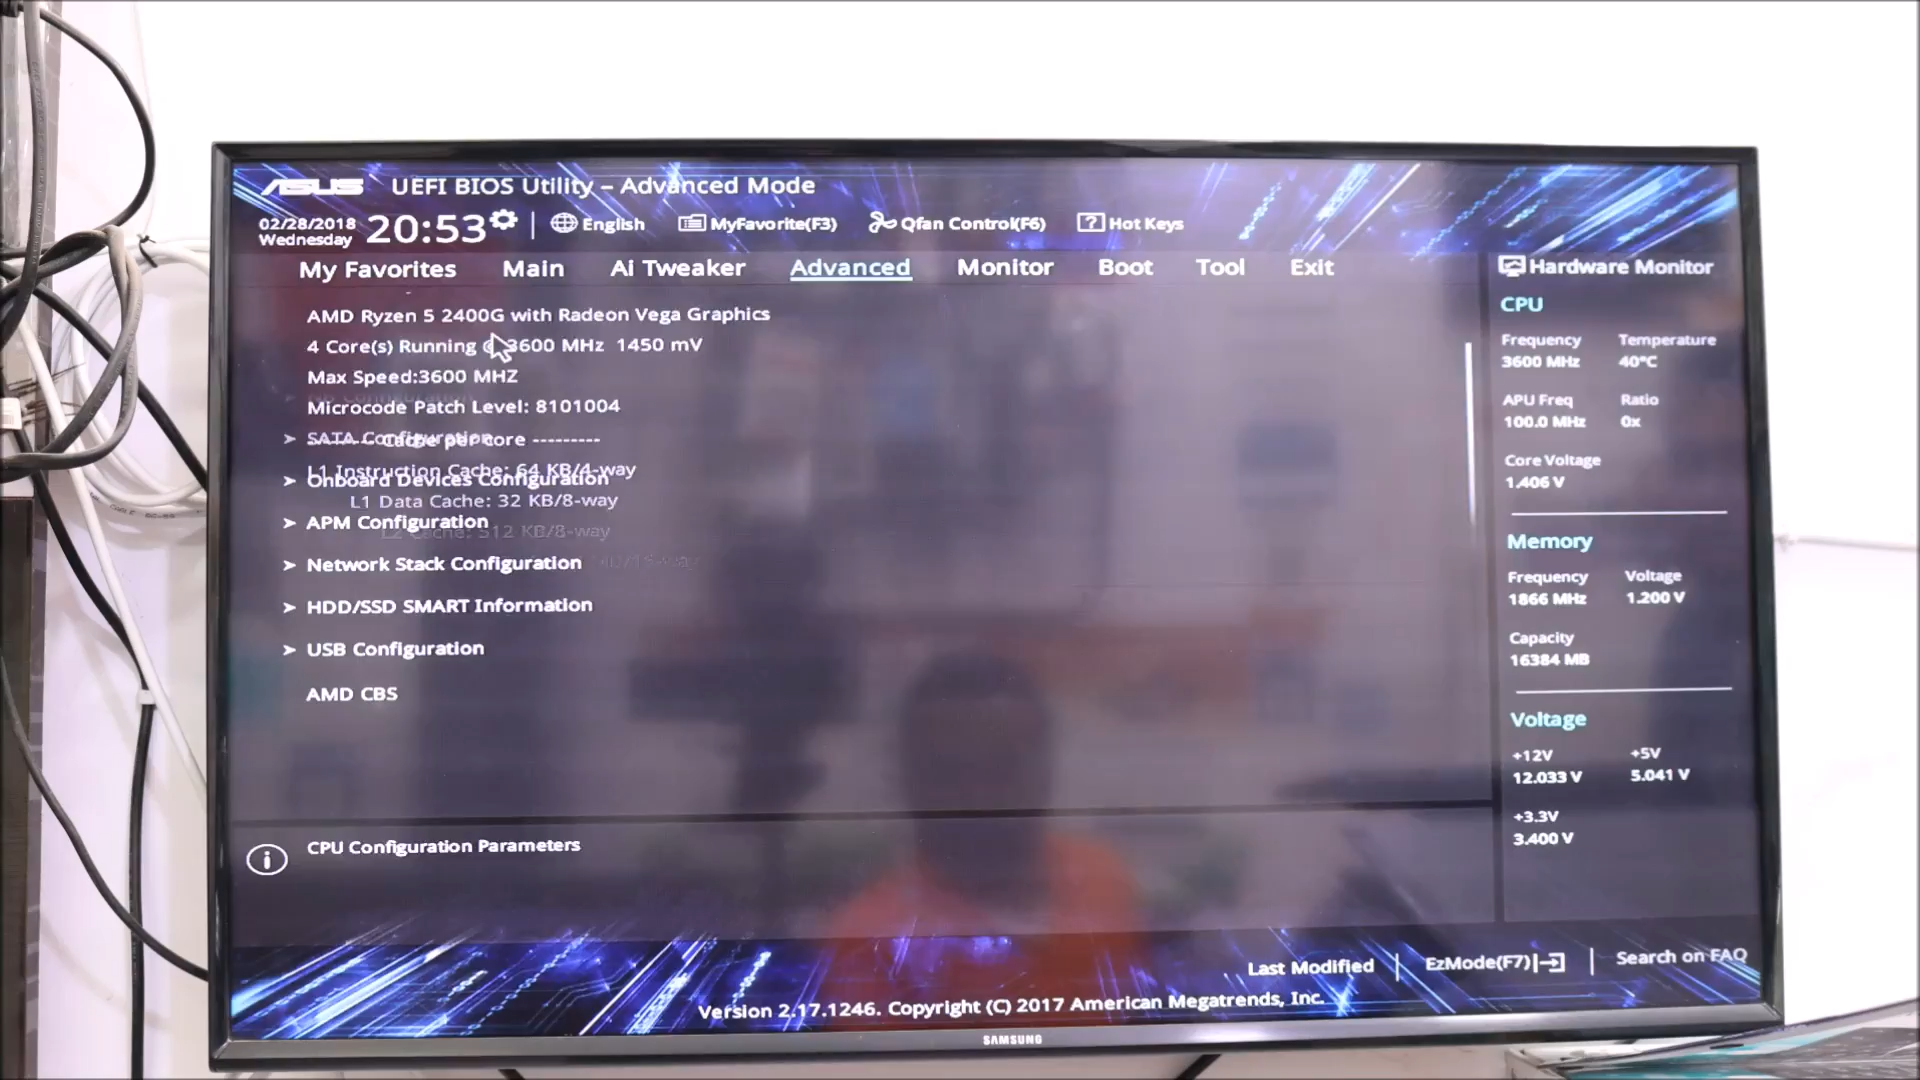 ASUS UEFI BIOS Utility – Advanced Mode
02/28/2018
Wednesday
20:53
English
MyFavorite(F3)
Qfan Control(F6)
Hot Keys
My Favorites Main Ai Tweaker Advanced Monitor Boot Tool Exit
AMD Ryzen 5 2400G with Radeon Vega Graphics
4 Core(s) Running @ 3600 MHz 1450 mV
Max Speed:3600 MHZ
Microcode Patch Level: 8101004
SATA Configuration
--------- Cache per core ---------
L1 Instruction Cache: 64 KB/4-way
Onboard Devices Configuration
L1 Data Cache: 32 KB/8-way
APM Configuration
L2 Cache: 512 KB/8-way
Network Stack Configuration
HDD/SSD SMART Information
USB Configuration
AMD CBS
CPU Configuration Parameters
Hardware Monitor
CPU
Frequency Temperature
3600 MHz 40°C
APU Freq Ratio
100.0 MHz 0x
Core Voltage
1.406 V
Memory
Frequency Voltage
1866 MHz 1.200 V
Capacity
16384 MB
Voltage
+12V +5V
12.033 V 5.041 V
+3.3V
3.400 V
Last Modified
EzMode(F7)
Search on FAQ
Version 2.17.1246. Copyright (C) 2017 American Megatrends, Inc.
SAMSUNG